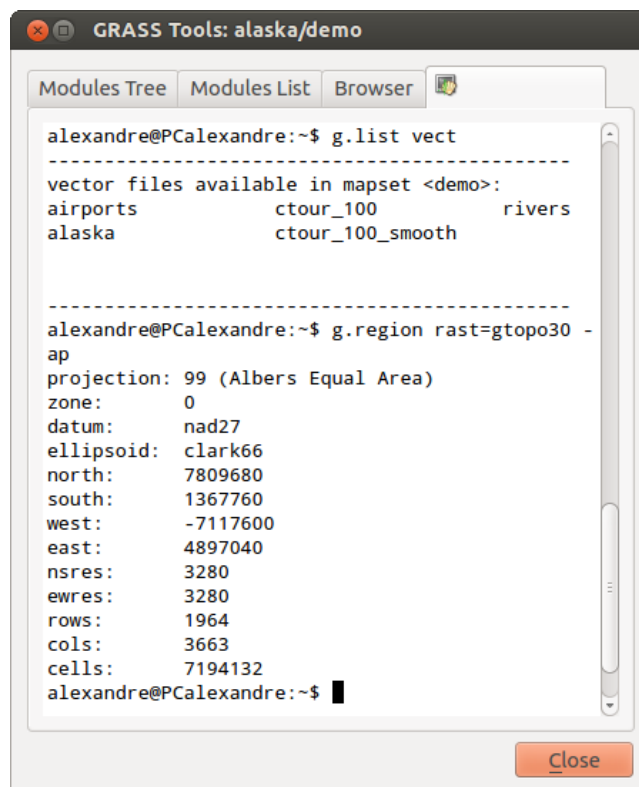 GRASS Tools: alaska/demo
Modules Tree Modules List Browser
alexandre@PCalexandre:~$ g.list vect
----------------------------------------------
vector files available in mapset <demo>:
airports ctour_100 rivers
alaska ctour_100_smooth
----------------------------------------------
alexandre@PCalexandre:~$ g.region rast=gtopo30 -
ap
projection: 99 (Albers Equal Area)
zone: 0
datum: nad27
ellipsoid: clark66
north: 7809680
south: 1367760
west: -7117600
east: 4897040
nsres: 3280
ewres: 3280
rows: 1964
cols: 3663
cells: 7194132
alexandre@PCalexandre:~$
Close